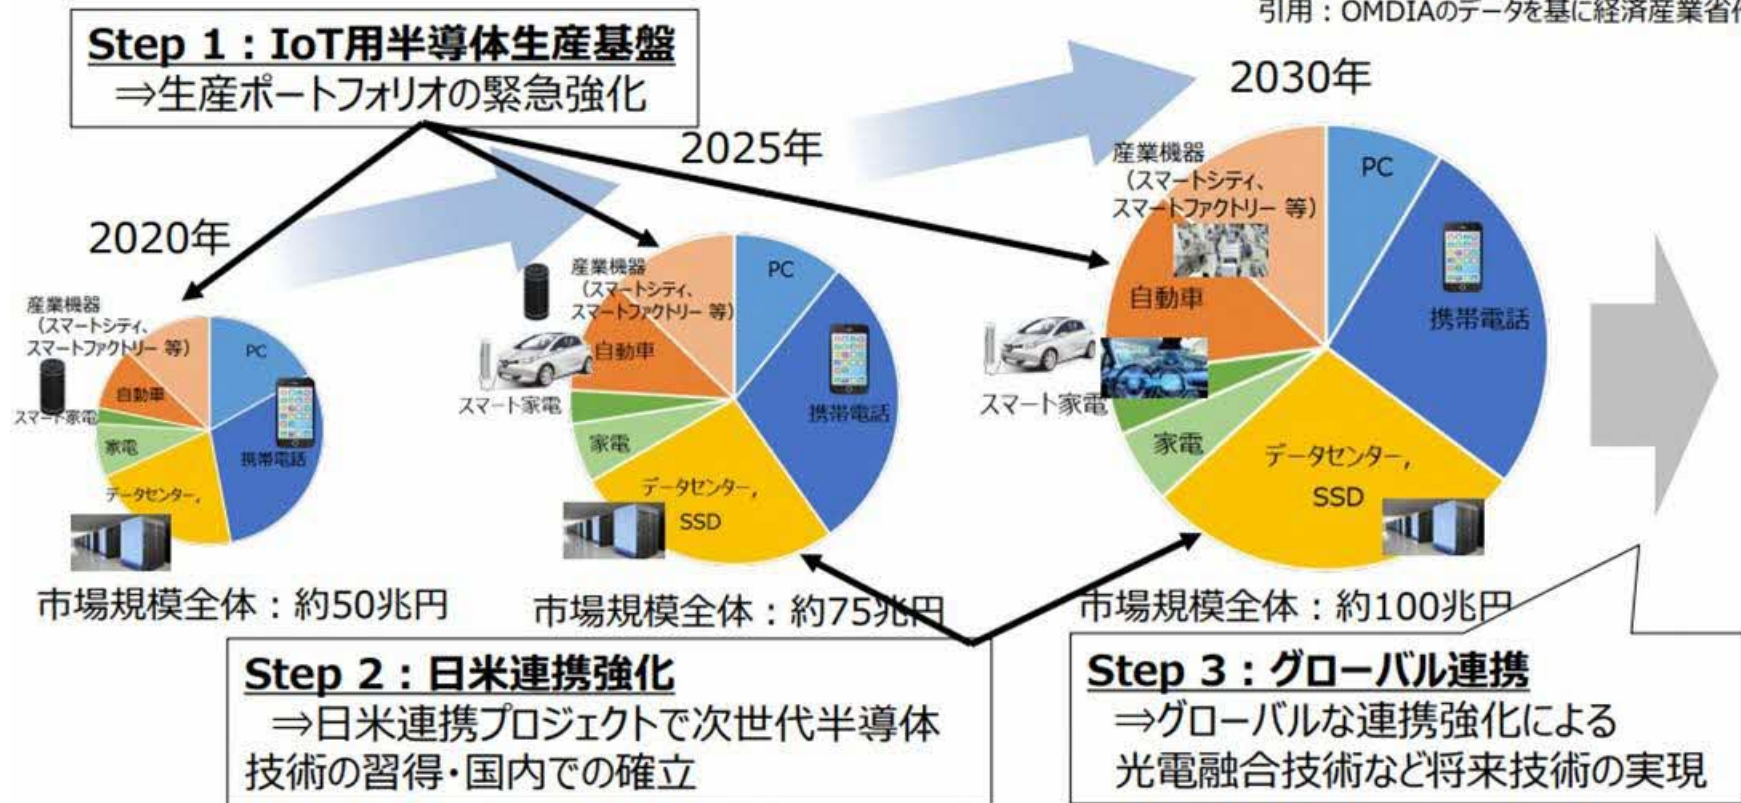 引用：OMDIAのデータを基に経済産業省作
Step 1：IoT用半導体生産基盤
⇒生産ポートフォリオの緊急強化
2020年
産業機器
（スマートシティ、
スマートファクトリー 等）
PC
自動車
スマート家電
家電
携帯電話
データセンター,
市場規模全体：約50兆円
2025年
産業機器
（スマートシティ、
スマートファクトリー 等）
PC
自動車
スマート家電
携帯電話
家電
データセンター,
SSD
市場規模全体：約75兆円
2030年
産業機器
（スマートシティ、
スマートファクトリー 等）
PC
自動車
携帯電話
スマート家電
家電
データセンター,
SSD
市場規模全体：約100兆円
Step 2：日米連携強化
⇒日米連携プロジェクトで次世代半導体
技術の習得・国内での確立
Step 3：グローバル連携
⇒グローバルな連携強化による
光電融合技術など将来技術の実現